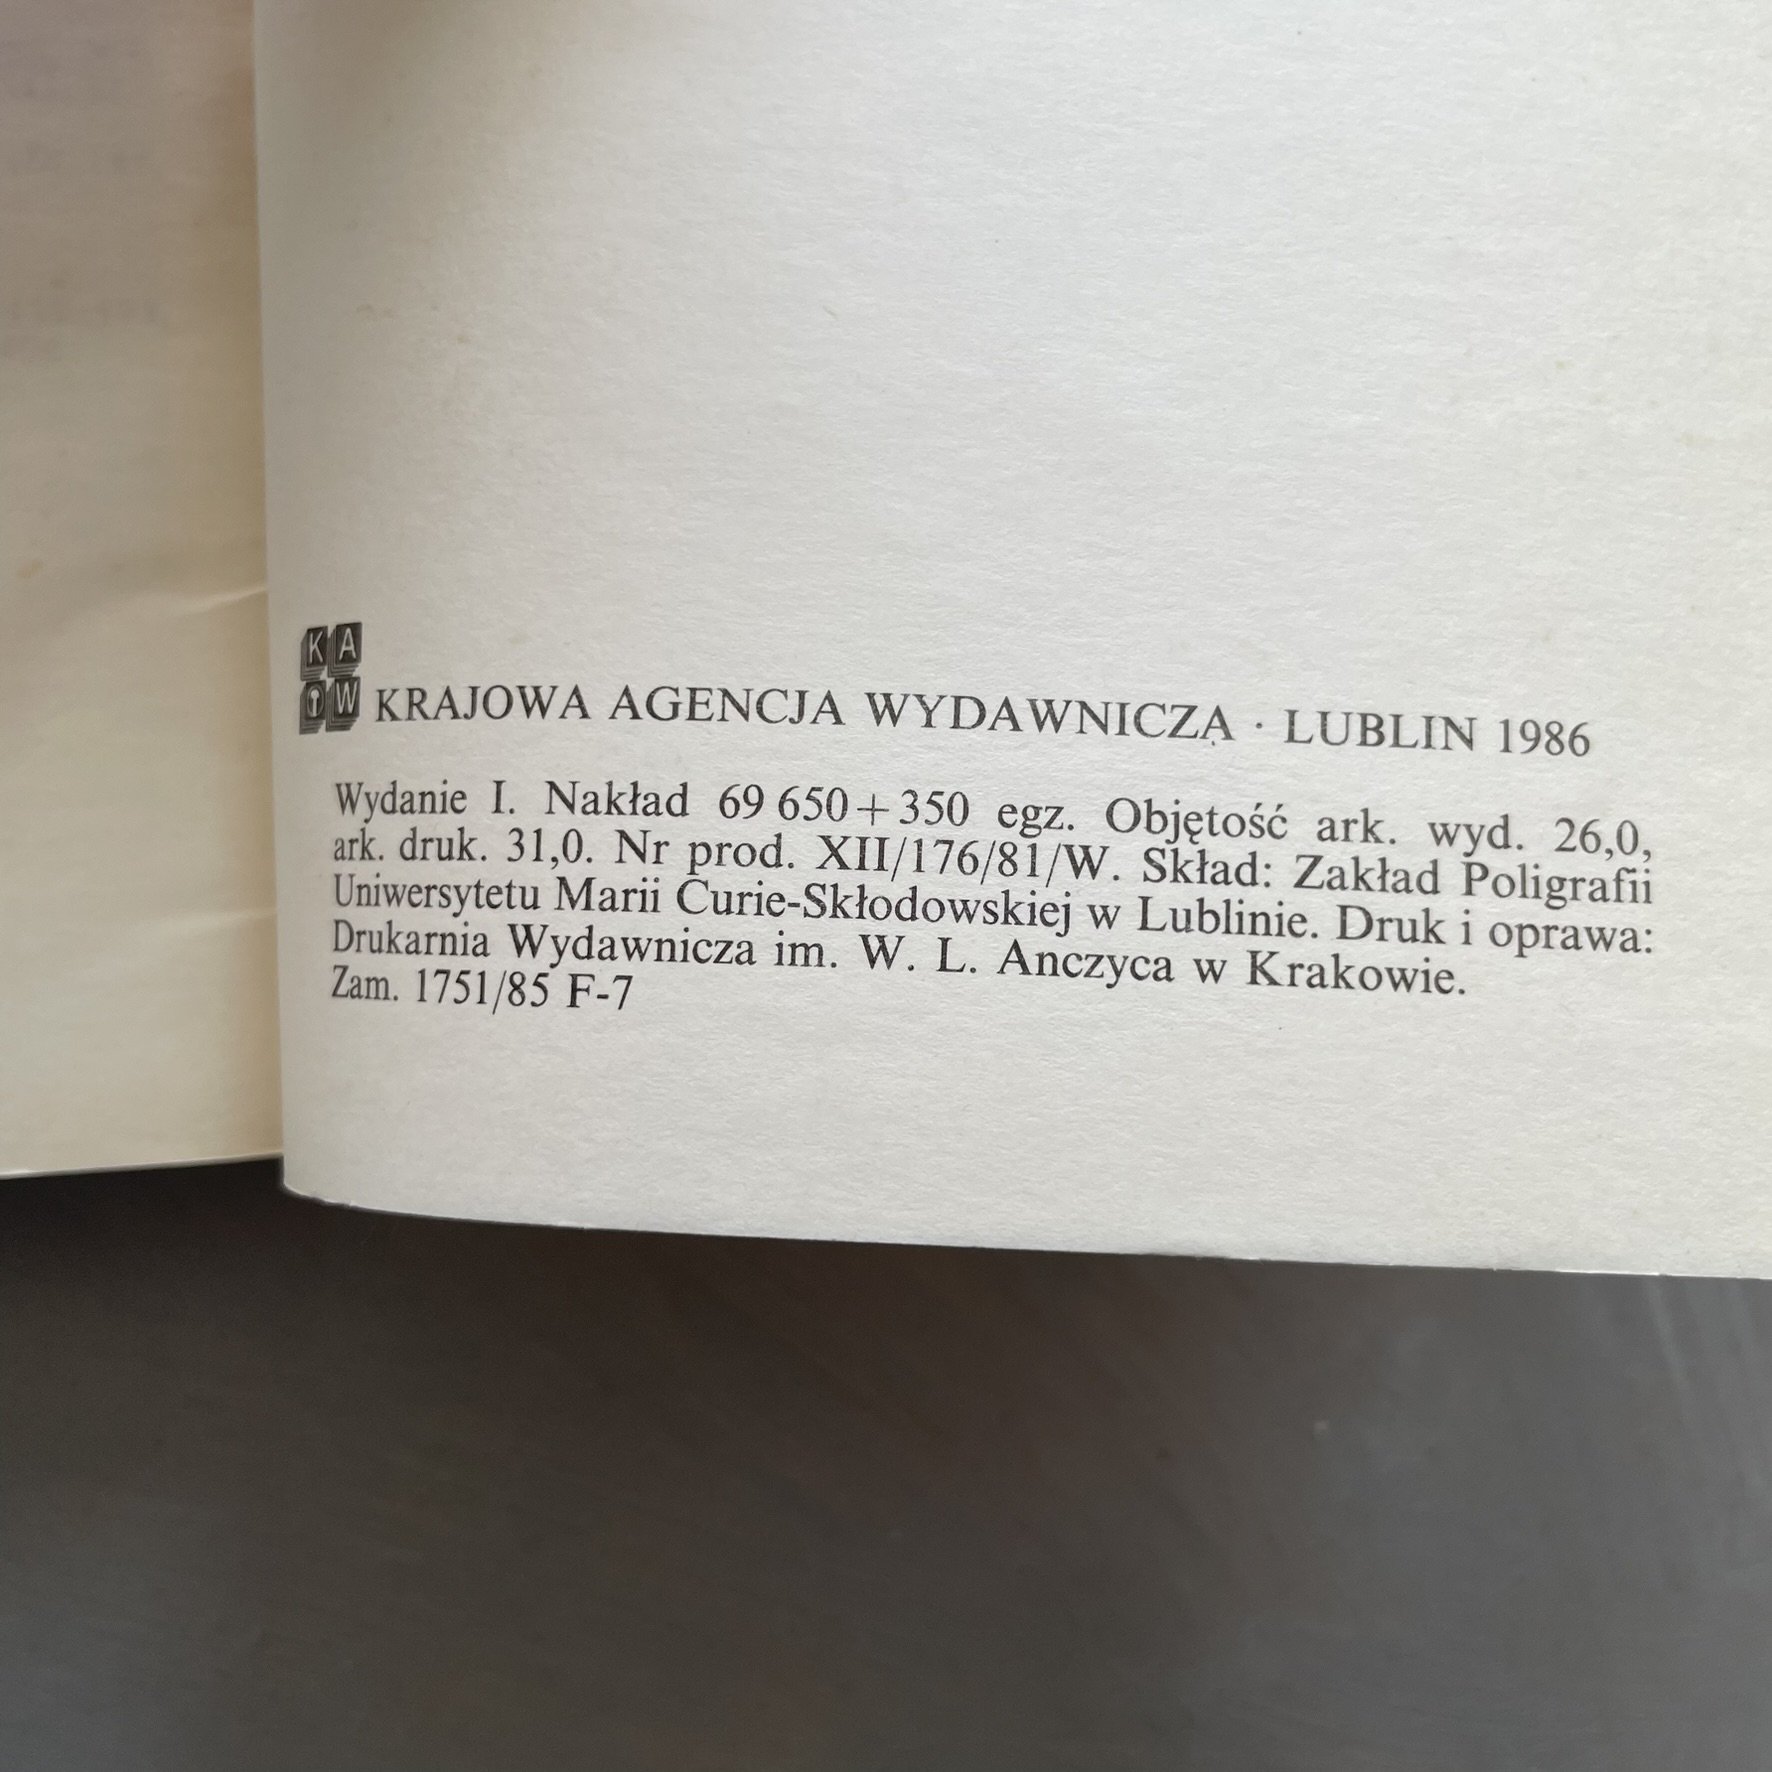 KA
W KRAJOWA AGENCJA WYDAWNICZA · LUBLIN 1986
Wydanie I. Nakład 69 650+350 egz. Objętość ark. wyd. 26,0,
ark. druk. 31,0. Nr prod. XII/176/81/W. Skład: Zakład Poligrafii
Uniwersytetu Marii Curie-Skłodowskiej w Lublinie. Druk i oprawa:
Drukarnia Wydawnicza im. W. L. Anczyca w Krakowie.
Zam. 1751/85 F-7